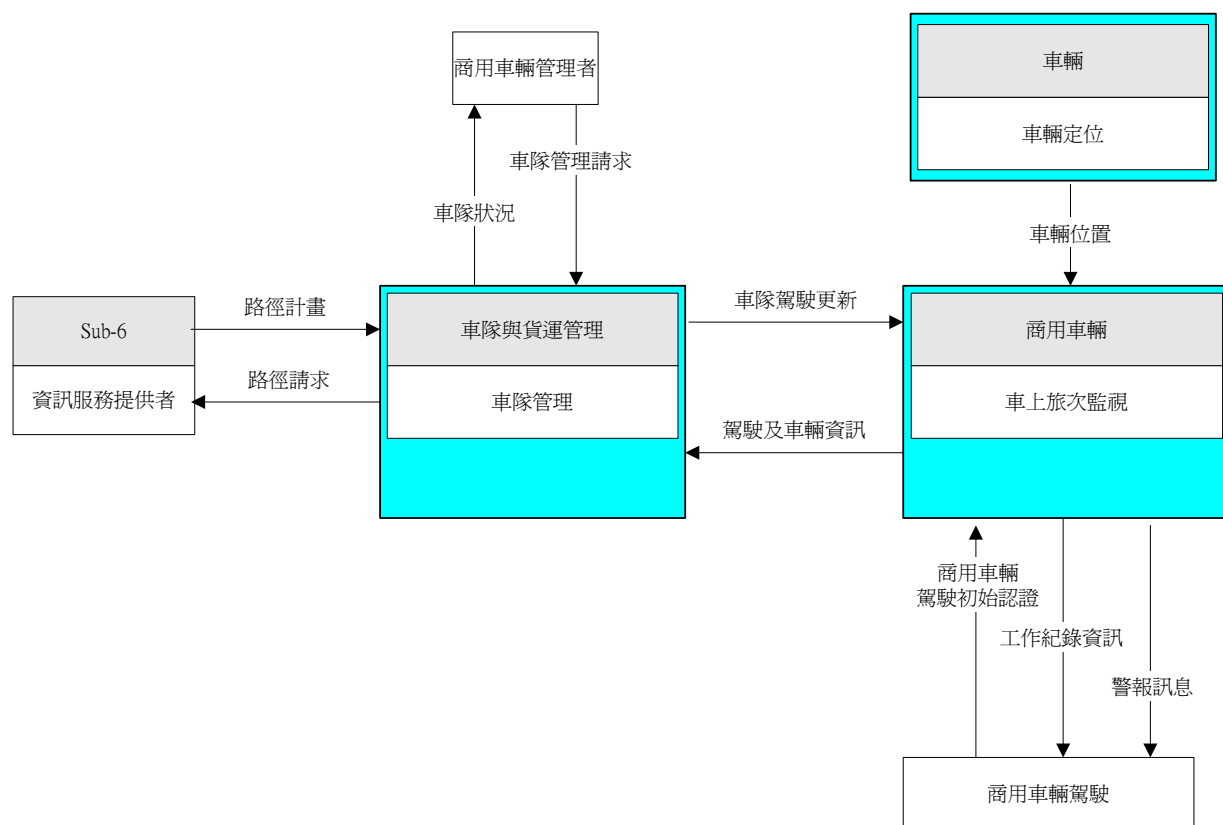 車輛
商用車輛管理者
車輛定位
車隊管理請求
車隊狀況
車輛位置
路徑計畫
車隊駕駛更新
Sub-6
車隊與貨運管理
商用車輛
路徑請求
資訊服務提供者
車隊管理
車上旅次監視
駕駛及車輛資訊
商用車輛
駕駛初始認證
工作紀錄資訊
警報訊息
商用車輛駕駛